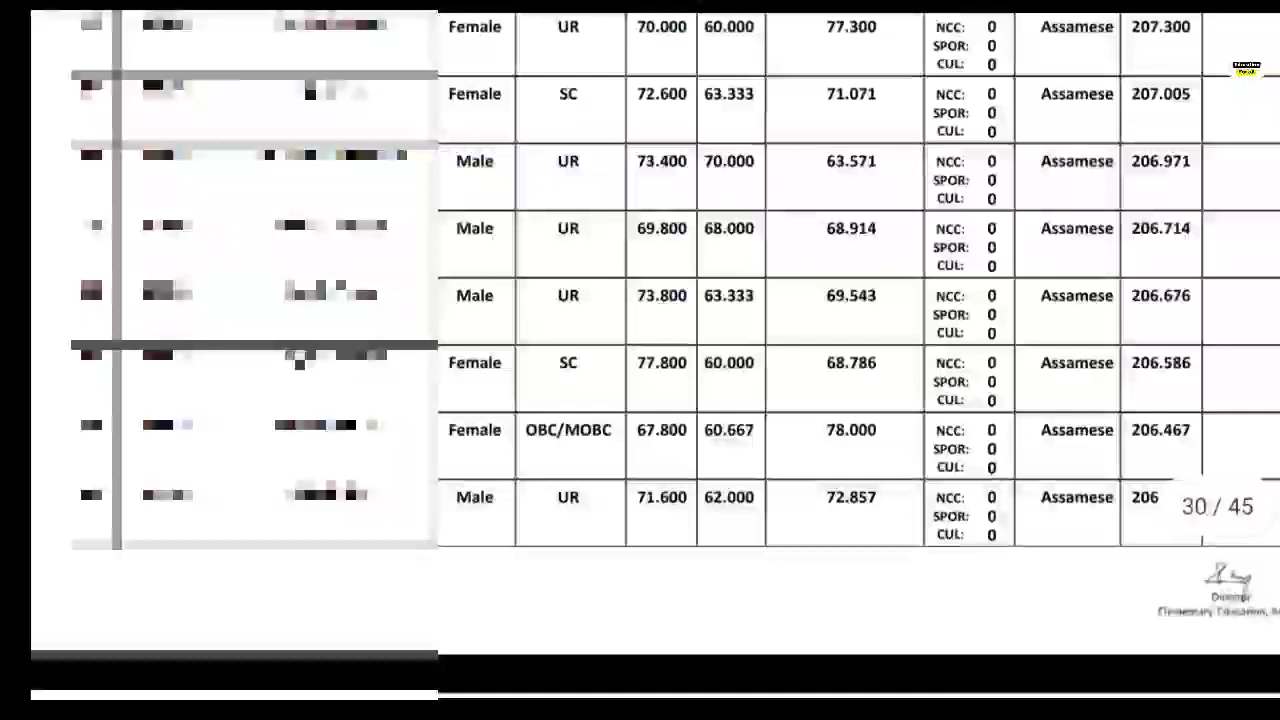 Female UR 70.000 60.000 77.300 NCC: 0 Assamese 207.300
SPOR: 0
CUL: 0
Education
Portal
Female SC 72.600 63.333 71.071 NCC: 0 Assamese 207.005
SPOR: 0
CUL: 0
Male UR 73.400 70.000 63.571 NCC: 0 Assamese 206.971
SPOR: 0
CUL: 0
Male UR 69.800 68.000 68.914 NCC: 0 Assamese 206.714
SPOR: 0
CUL: 0
Male UR 73.800 63.333 69.543 NCC: 0 Assamese 206.676
SPOR: 0
CUL: 0
Female SC 77.800 60.000 68.786 NCC: 0 Assamese 206.586
SPOR: 0
CUL: 0
Female OBC/MOBC 67.800 60.667 78.000 NCC: 0 Assamese 206.467
SPOR: 0
CUL: 0
Male UR 71.600 62.000 72.857 NCC: 0 Assamese 206
SPOR: 0
CUL: 0
30 / 45
Director
Elementary Education,